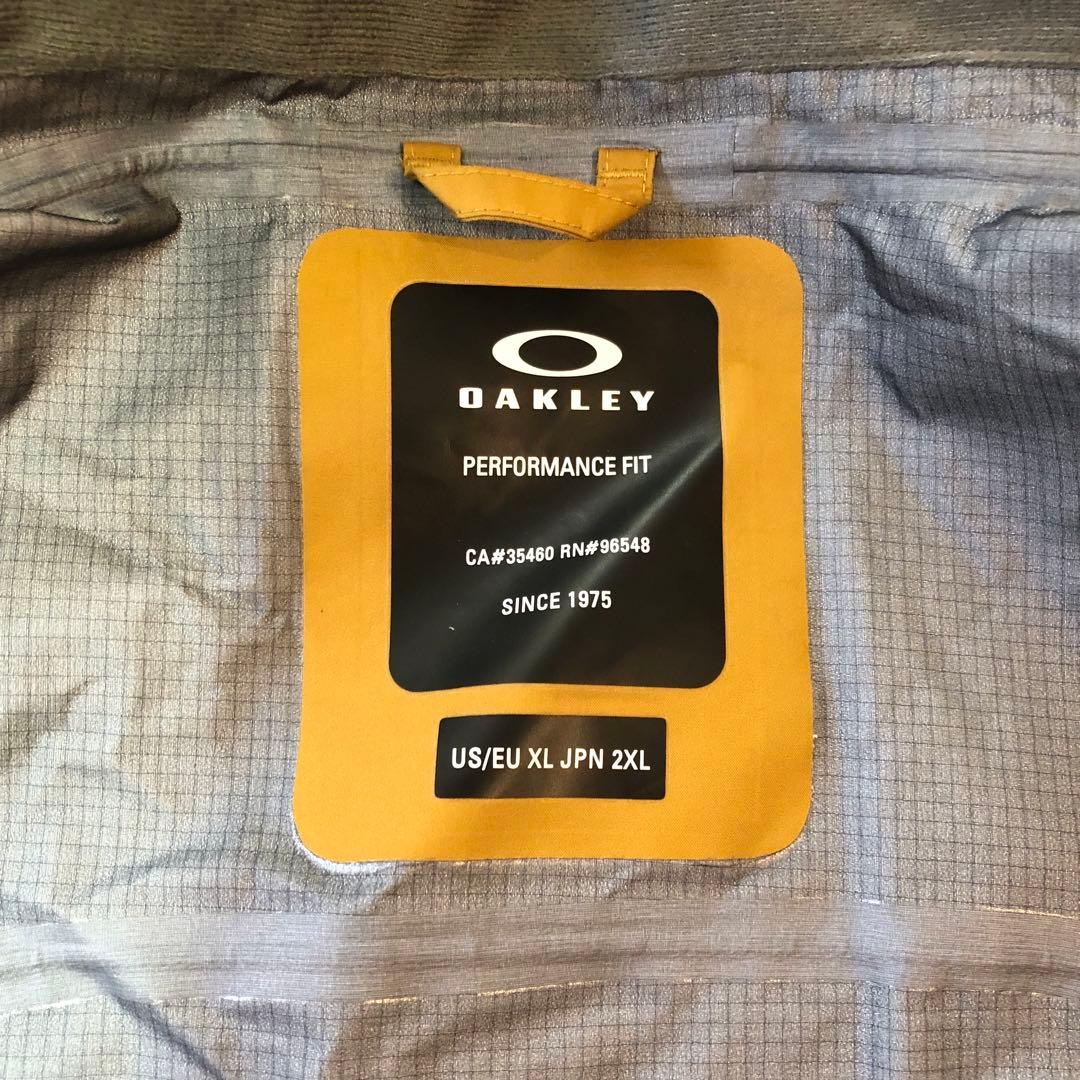 OAKLEY
PERFORMANCE FIT
CA#35460 RN#96548
SINCE 1975
US/EU XL JPN 2XL